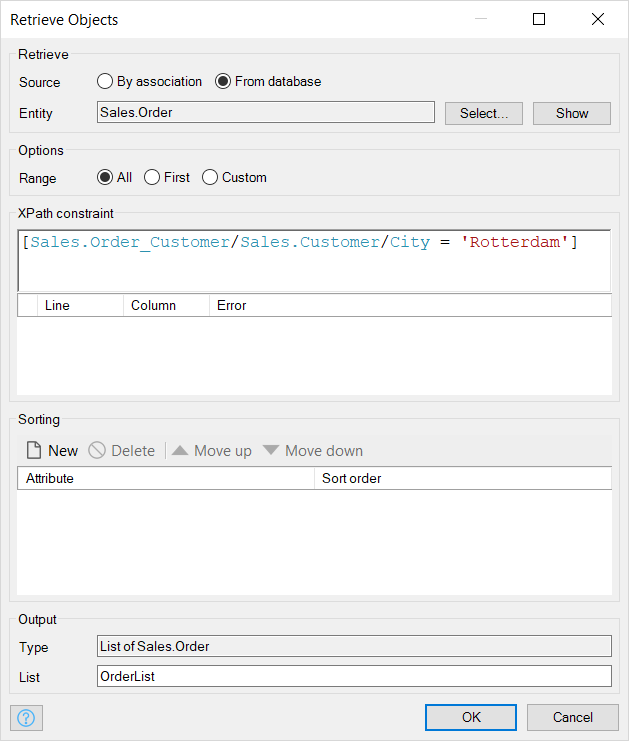 Retrieve Objects
Retrieve
Source By association From database
Entity Sales.Order Select... Show
Options
Range All First Custom
XPath constraint
[Sales.Order_Customer/Sales.Customer/City = 'Rotterdam']
Line Column Error
Sorting
New Delete Move up Move down
Attribute Sort order
Output
Type List of Sales.Order
List OrderList
? OK Cancel